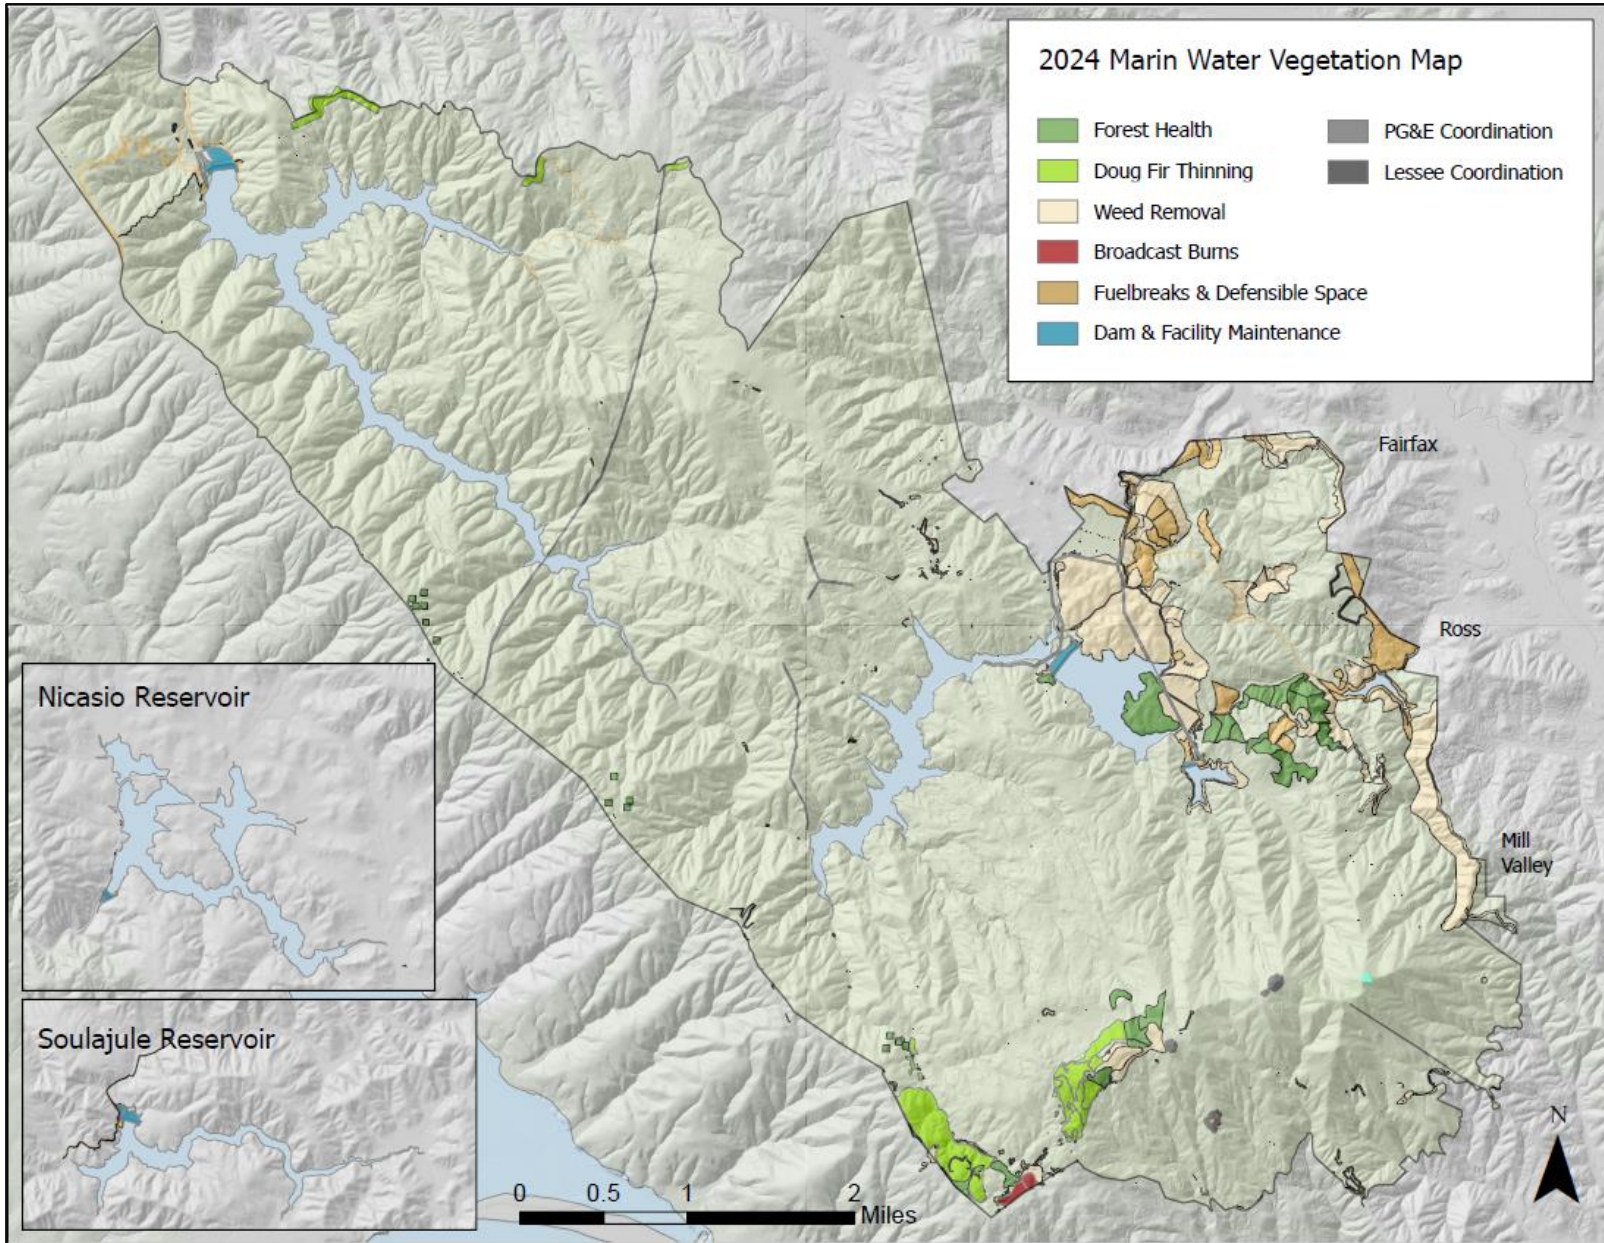 2024 Marin Water Vegetation Map
Forest Health
Doug Fir Thinning
Weed Removal
Broadcast Burns
Fuelbreaks & Defensible Space
Dam & Facility Maintenance
PG&E Coordination
Lessee Coordination
Fairfax
Ross
Mill
Valley
Nicasio Reservoir
Soulajule Reservoir
N
0 0.5 1 2
Miles